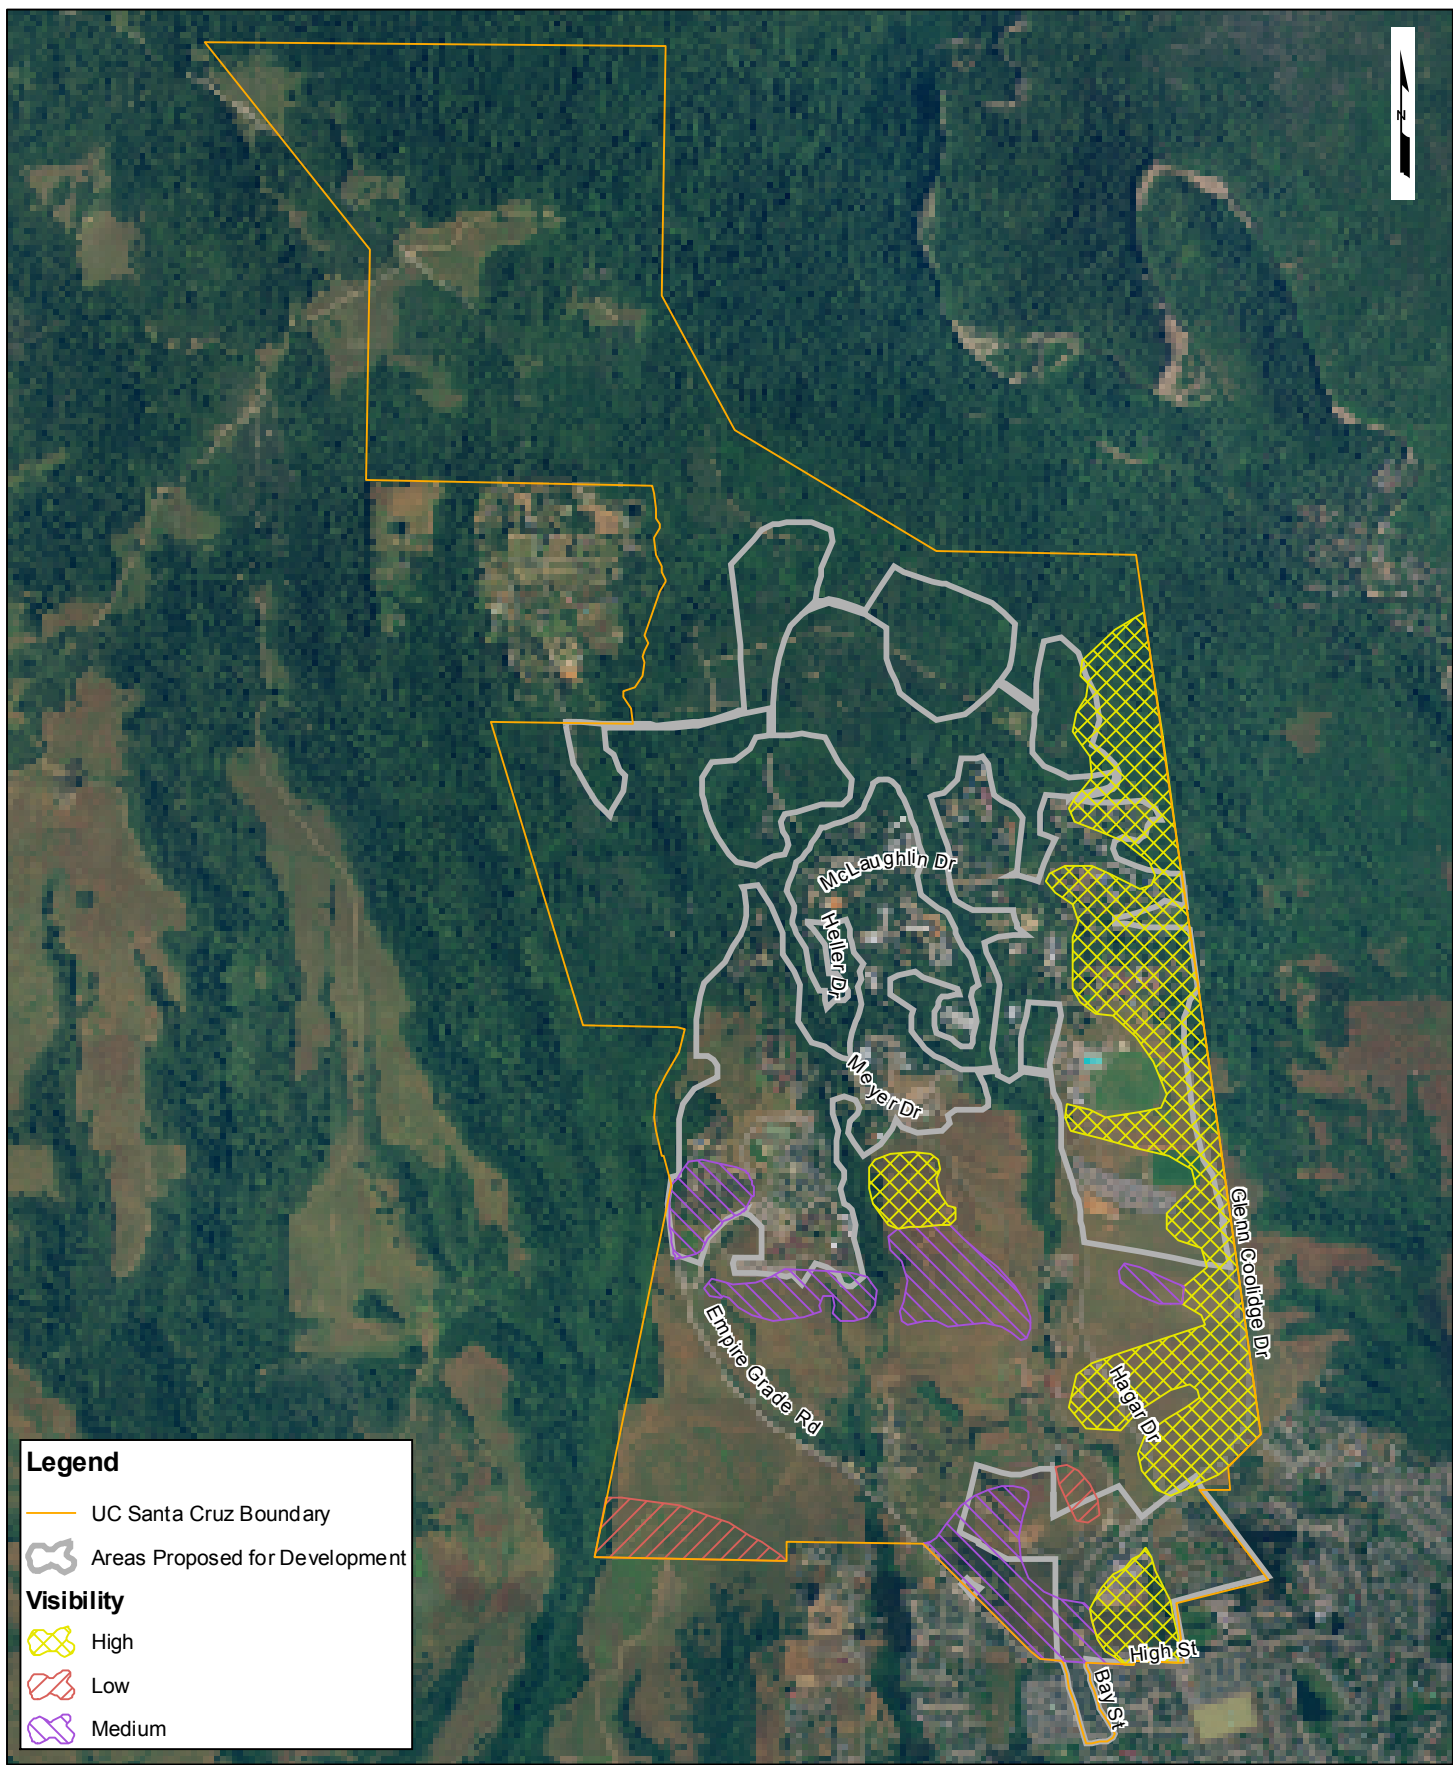 N
McLaughlin Dr
Heller Dr
Meyer Dr
Glenn Coolidge Dr
Empire Grade Rd
Hagar Dr
High St
Bay St
Legend
UC Santa Cruz Boundary
Areas Proposed for Development
Visibility
High
Low
Medium